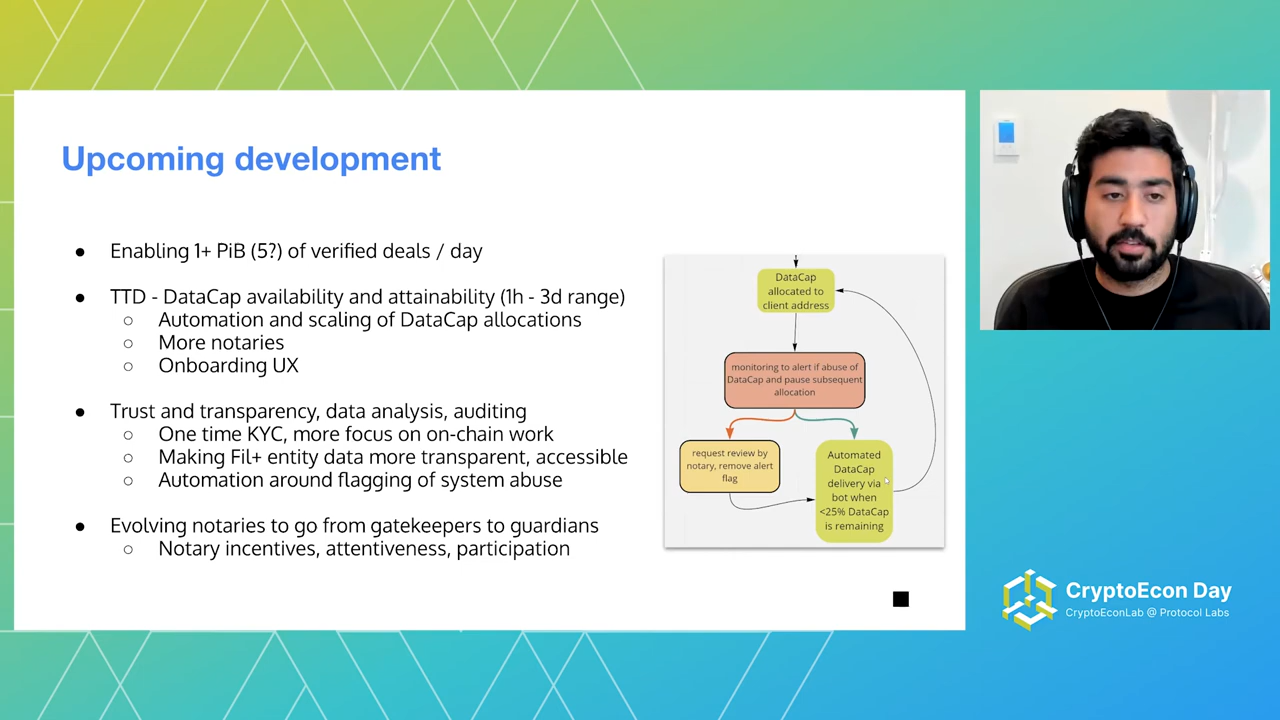 Upcoming development
● Enabling 1+ PiB (5?) of verified deals / day
● TTD - DataCap availability and attainability (1h - 3d range)
○ Automation and scaling of DataCap allocations
○ More notaries
○ Onboarding UX
● Trust and transparency, data analysis, auditing
○ One time KYC, more focus on on-chain work
○ Making Fil+ entity data more transparent, accessible
○ Automation around flagging of system abuse
● Evolving notaries to go from gatekeepers to guardians
○ Notary incentives, attentiveness, participation
DataCap
allocated to
client address
monitoring to alert if abuse of
DataCap and pause subsequent
allocation
request review by
notary, remove alert
flag
Automated
DataCap
delivery via
bot when
<25% DataCap
is remaining
CryptoEcon Day
CryptoEconLab @ Protocol Labs